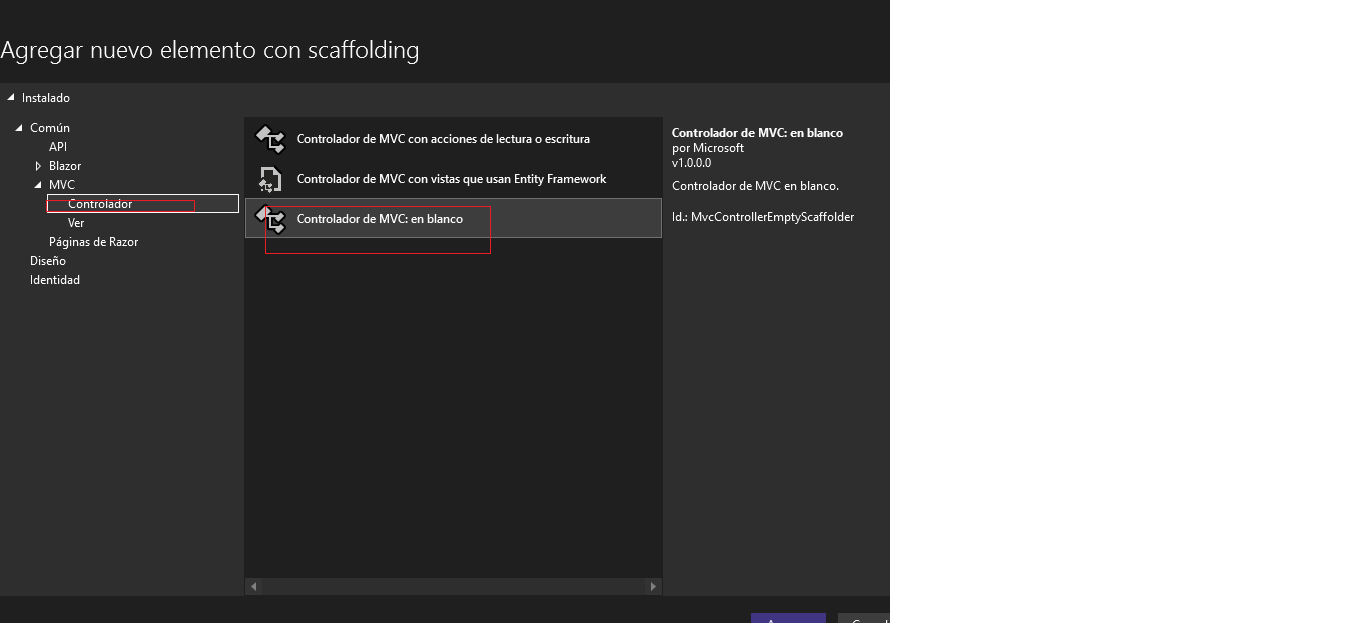 Agregar nuevo elemento con scaffolding
Instalado
Común
API
Blazor
MVC
Controlador
Ver
Páginas de Razor
Diseño
Identidad
Controlador de MVC con acciones de lectura o escritura
Controlador de MVC con vistas que usan Entity Framework
Controlador de MVC: en blanco
Controlador de MVC: en blanco
por Microsoft
v1.0.0.0
Controlador de MVC en blanco.
Id.: MvcControllerEmptyScaffolder